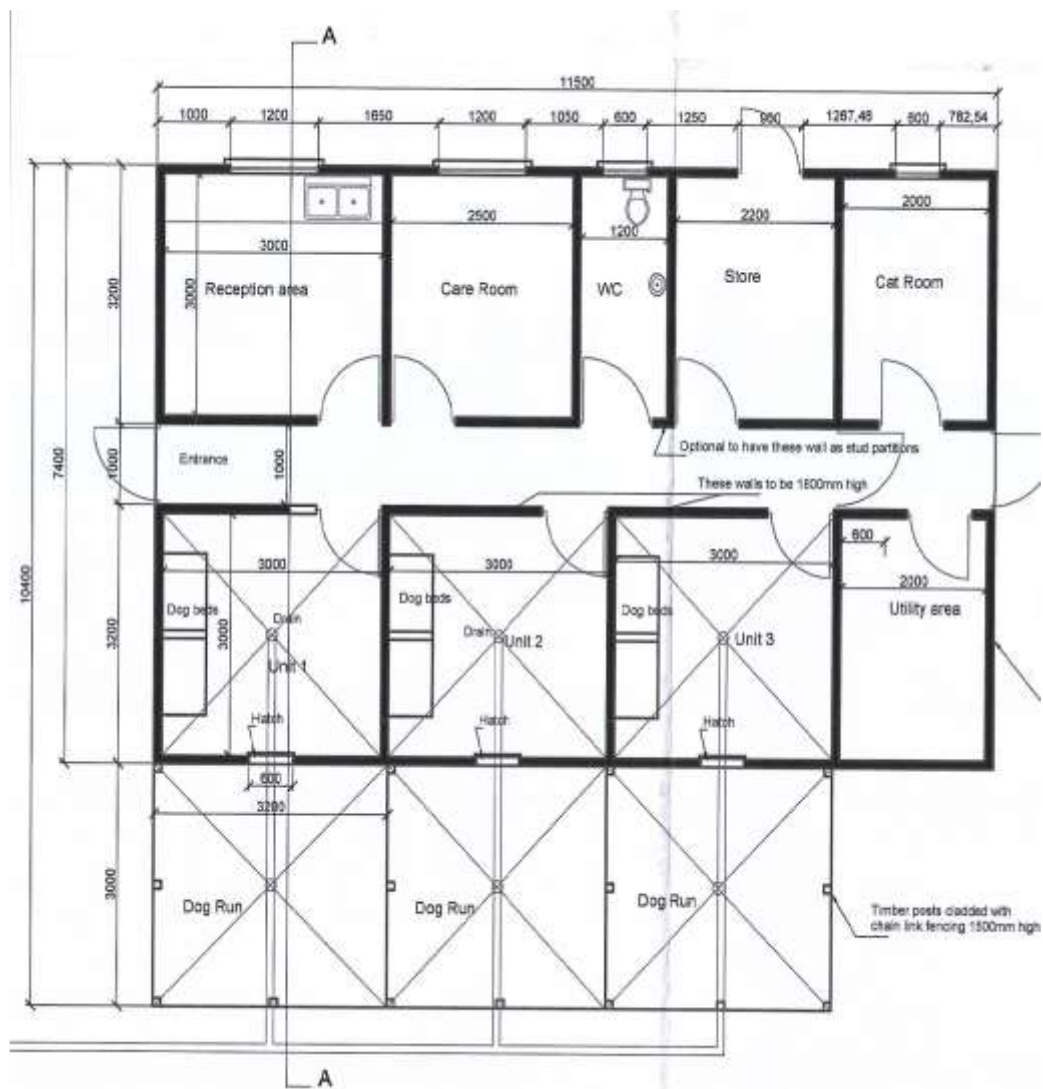 A
11500
1000 1200 1650 1200 1050 600 1250 960 1267,46 600 782,54
2500
2200
2000
1200
3000
3000
3200
Reception area
Care Room
WC
Store
Cat Room
Optional to have these wall as stud partitions
Entrance
1000
1000
7400
These walls to be 1800mm high
600
3000
3000
3000
2000
10400
Dog beds
Dog beds
Dog beds
Utility area
3200
3000
Drain
Drain
Unit 1
Unit 2
Unit 3
Hatch
Hatch
Hatch
600
3200
3000
Dog Run
Dog Run
Dog Run
Timber posts cladded with
chain link fencing 1800mm high
A